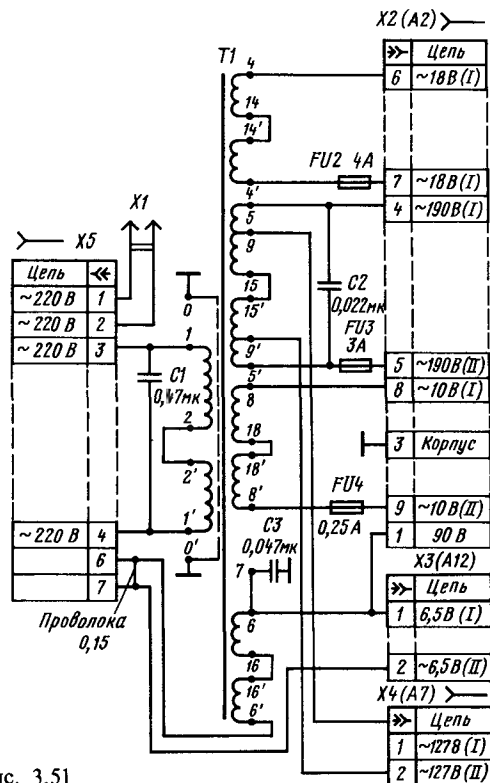 X2 (A2)
Цепь
6 ~18В (I)
7 ~18В (I)
4 ~190В (I)
5 ~190В (II)
8 ~10В (I)
3 Корпус
9 ~10В (II)
1 90 В
X3 (A12)
Цепь
1 6,5В (I)
2 ~6,5В (II)
X4 (A7)
Цепь
1 ~127В (I)
2 ~127В (II)
T1
4
14
14'
4'
5
9
15
15'
9'
5'
8
18
18'
8'
7
6
16
16'
6'
FU2 4А
C2
0,022мк
FU3
3А
FU4
0,25А
C3
0,047мк
X1
X5
Цепь
~220 В 1
~220 В 2
~220 В 3
~220 В 4
6
7
0
1
C1
0,47мк
2
2'
1'
0'
Проволока
0,15
ис. 3.51